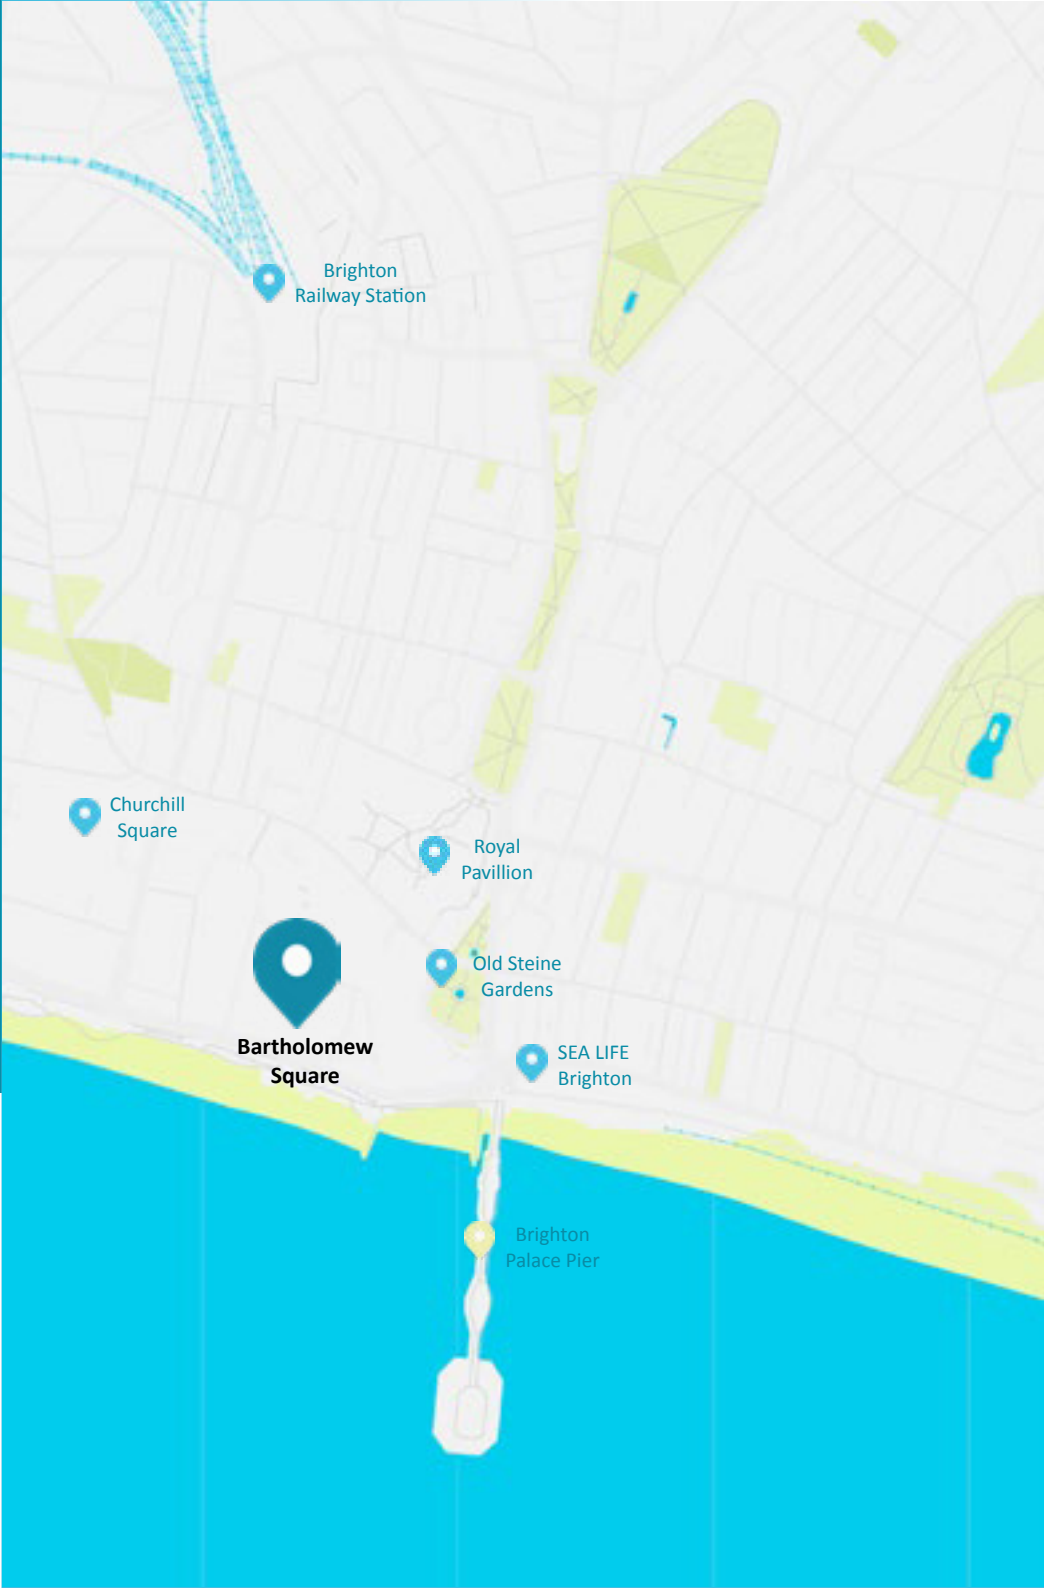 Brighton
Railway Station
Churchill
Square
Royal
Pavillion
Old Steine
Gardens
Bartholomew
Square
SEA LIFE
Brighton
Brighton
Palace Pier